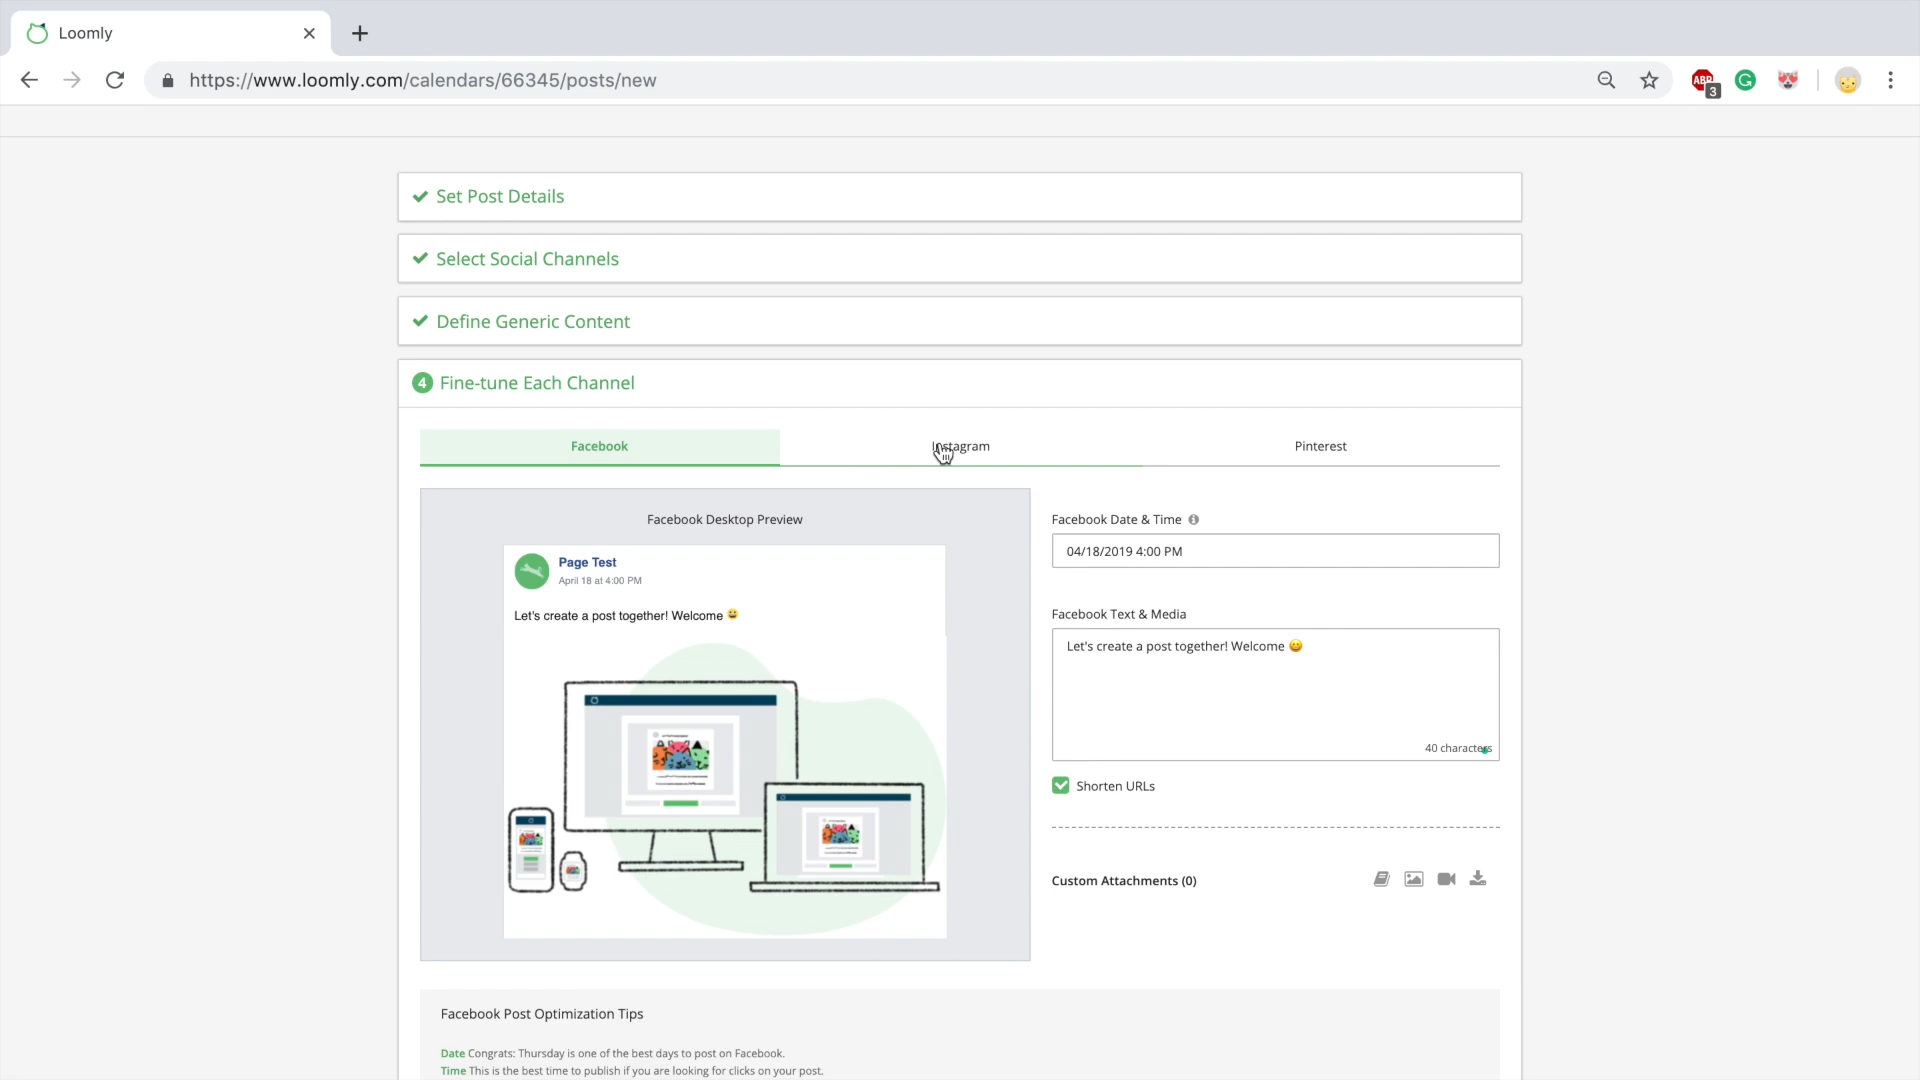 Loomly
https://www.loomly.com/calendars/66345/posts/new
ABP
3
Set Post Details
Select Social Channels
Define Generic Content
4 Fine-tune Each Channel
Facebook
Instagram
Pinterest
Facebook Desktop Preview
Page Test
April 18 at 4:00 PM
Let's create a post together! Welcome 😀
Facebook Date & Time
04/18/2019 4:00 PM
Facebook Text & Media
Let's create a post together! Welcome 😀
40 characters
Shorten URLs
Custom Attachments (0)
Facebook Post Optimization Tips
Date Congrats: Thursday is one of the best days to post on Facebook.
Time This is the best time to publish if you are looking for clicks on your post.